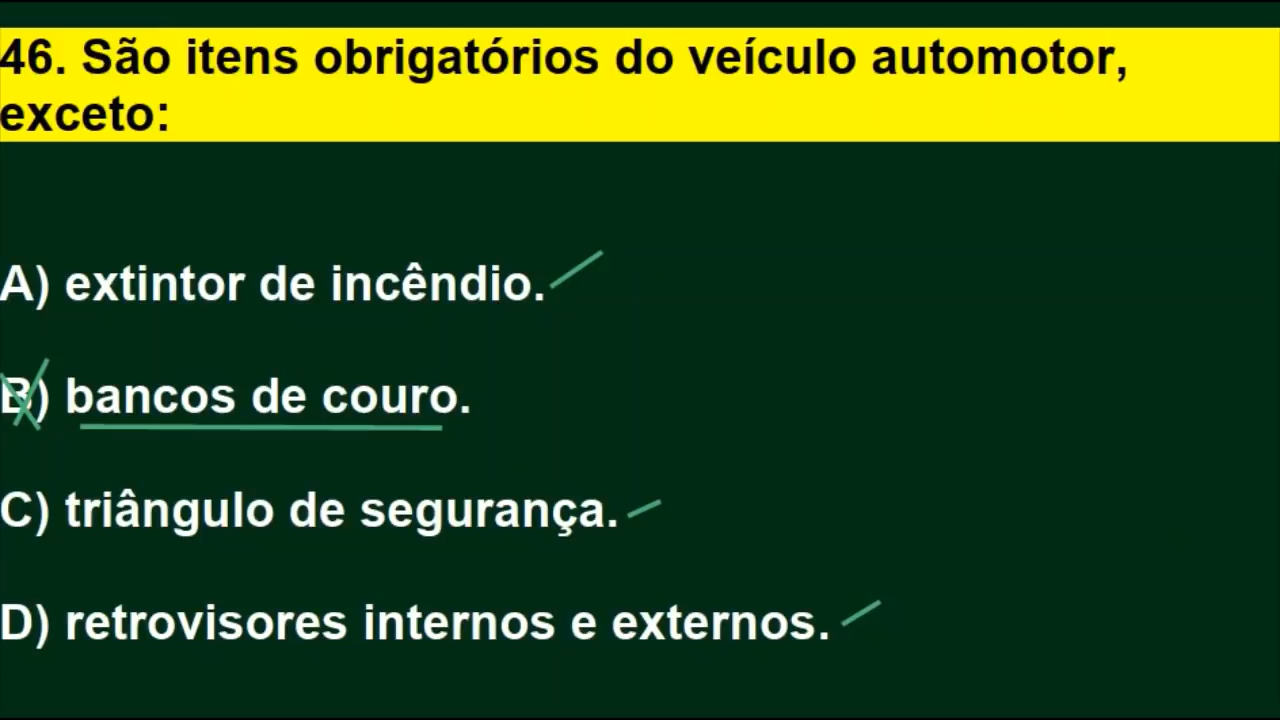 46. São itens obrigatórios do veículo automotor,
exceto:
A) extintor de incêndio.
B) bancos de couro.
C) triângulo de segurança.
D) retrovisores internos e externos.